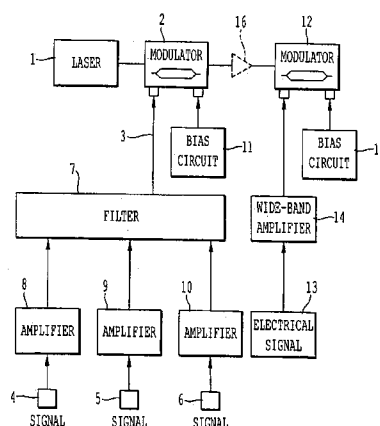 16
2
12
1
LASER
MODULATOR
MODULATOR
3
BIAS
CIRCUIT
11
BIAS
CIRCUIT
1
7
FILTER
WIDE-BAND
AMPLIFIER
14
8
9
10
13
AMPLIFIER
AMPLIFIER
AMPLIFIER
ELECTRICAL
SIGNAL
4
5
6
SIGNAL
SIGNAL
SIGNAL